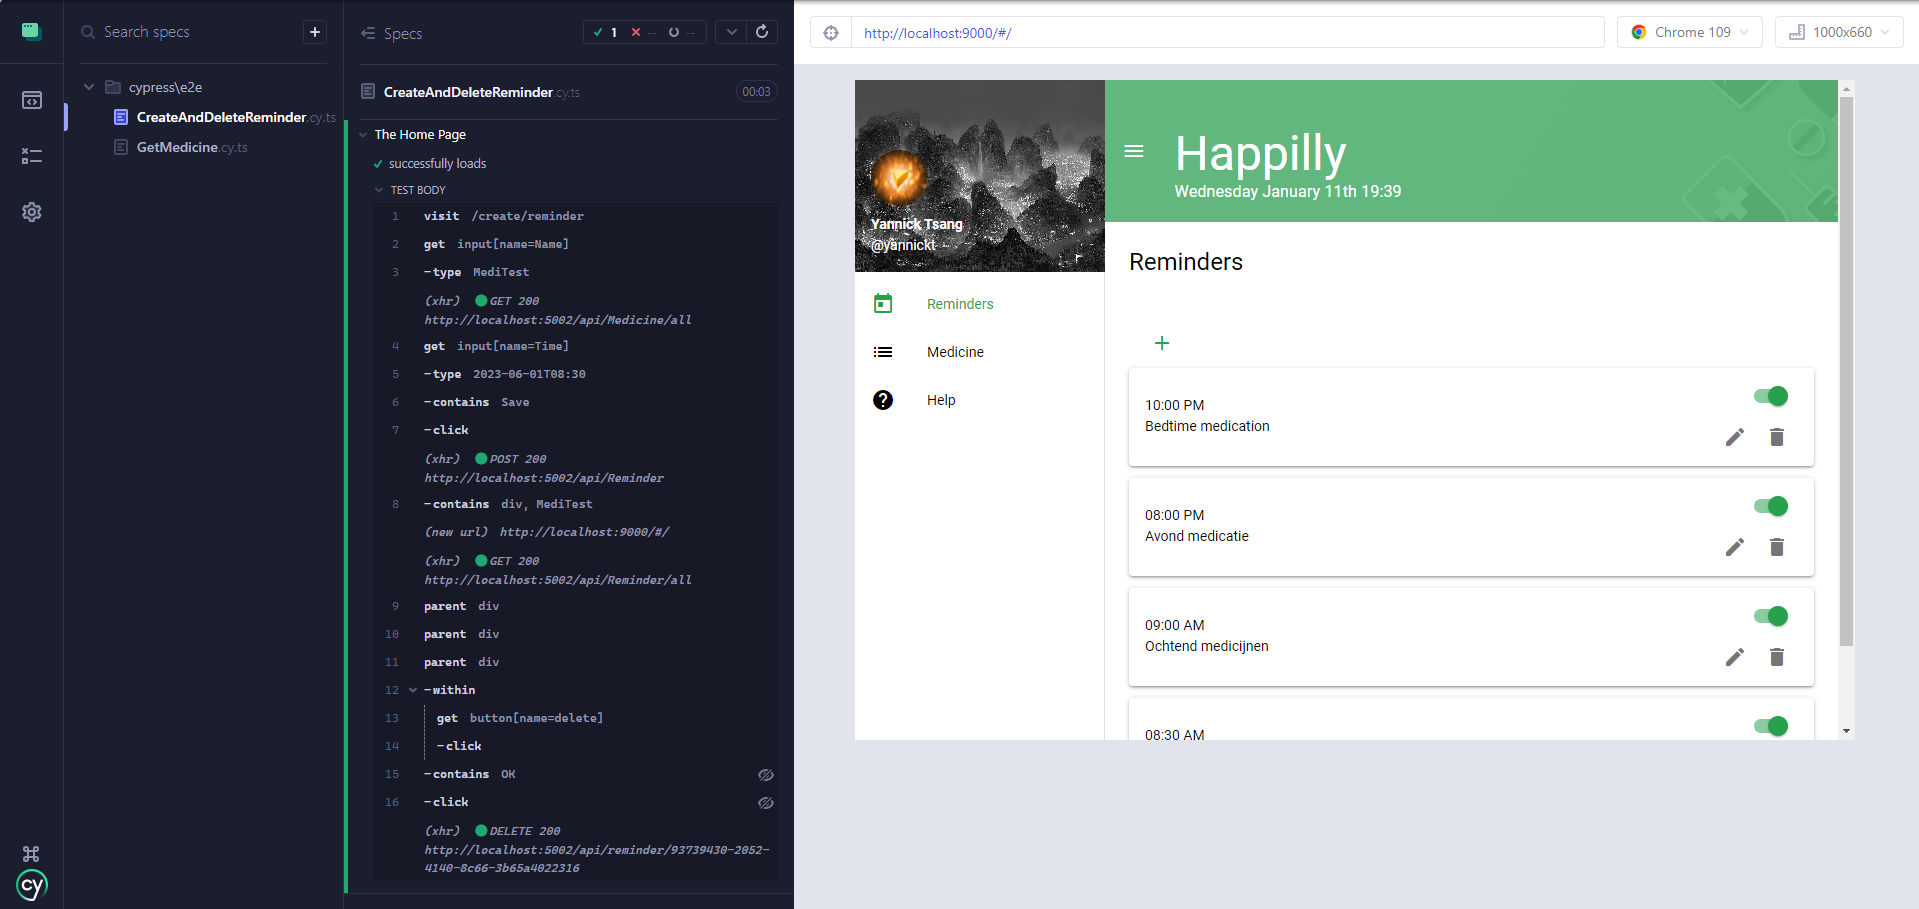 Search specs
+
cypress\e2e
CreateAndDeleteReminder.cy.ts
GetMedicine.cy.ts
cy
Specs
1 -- --
CreateAndDeleteReminder.cy.ts 00:03
The Home Page
successfully loads
TEST BODY
1 visit /create/reminder
2 get input[name=Name]
3 -type MediTest
(xhr) GET 200
http://localhost:5002/api/Medicine/all
4 get input[name=Time]
5 -type 2023-06-01T08:30
6 -contains Save
7 -click
(xhr) POST 200
http://localhost:5002/api/Reminder
8 -contains div, MediTest
(new url) http://localhost:9000/#/
(xhr) GET 200
http://localhost:5002/api/Reminder/all
9 parent div
10 parent div
11 parent div
12 -within
13 get button[name=delete]
14 -click
15 -contains OK
16 -click
(xhr) DELETE 200
http://localhost:5002/api/reminder/93739430-2052-
4140-8c66-3b65a4022316
http://localhost:9000/#/
Chrome 109
1000x660
Yannick Tsang
@yannickt
Reminders
Medicine
Help
Happilly
Wednesday January 11th 19:39
Reminders
+
10:00 PM
Bedtime medication
08:00 PM
Avond medicatie
09:00 AM
Ochtend medicijnen
08:30 AM